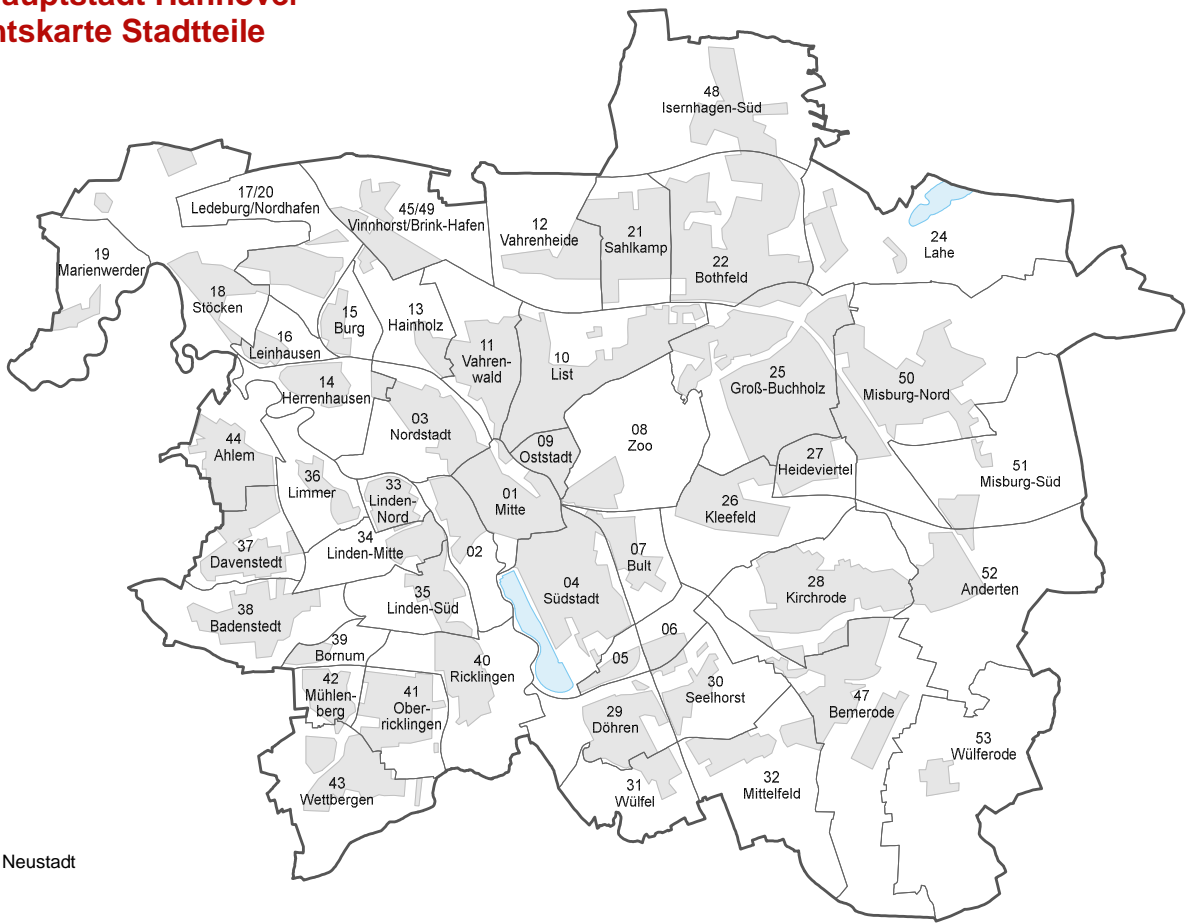 auptstadt Hannover
ntskarte Stadtteile
48
Isernhagen-Süd
17/20
Ledeburg/Nordhafen
45/49
Vinnhorst/Brink-Hafen
12
Vahrenheide
21
Sahlkamp
22
Bothfeld
24
Lahe
19
Marienwerder
18
Stöcken
15
Burg
13
Hainholz
16
Leinhausen
11
Vahren-
wald
10
List
14
Herrenhausen
25
Groß-Buchholz
50
Misburg-Nord
03
Nordstadt
09
Oststadt
08
Zoo
44
Ahlem
27
Heideviertel
51
Misburg-Süd
36
Limmer
33
Linden-
Nord
01
Mitte
26
Kleefeld
34
Linden-Mitte
02
37
Davenstedt
07
Bult
04
Südstadt
28
Kirchrode
52
Anderten
35
Linden-Süd
38
Badenstedt
39
Bornum
06
05
40
Ricklingen
42
Mühlen-
berg
41
Ober-
ricklingen
30
Seelhorst
29
Döhren
47
Bemerode
53
Wülferode
43
Wettbergen
31
Wülfel
32
Mittelfeld
Neustadt